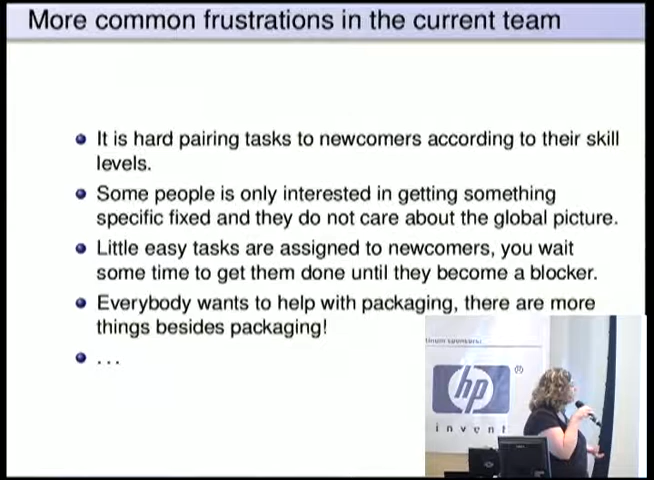 More common frustrations in the current team
It is hard pairing tasks to newcomers according to their skill
levels.
Some people is only interested in getting something
specific fixed and they do not care about the global picture.
Little easy tasks are assigned to newcomers, you wait
some time to get them done until they become a blocker.
Everybody wants to help with packaging, there are more
things besides packaging!
...
hp
®
invent